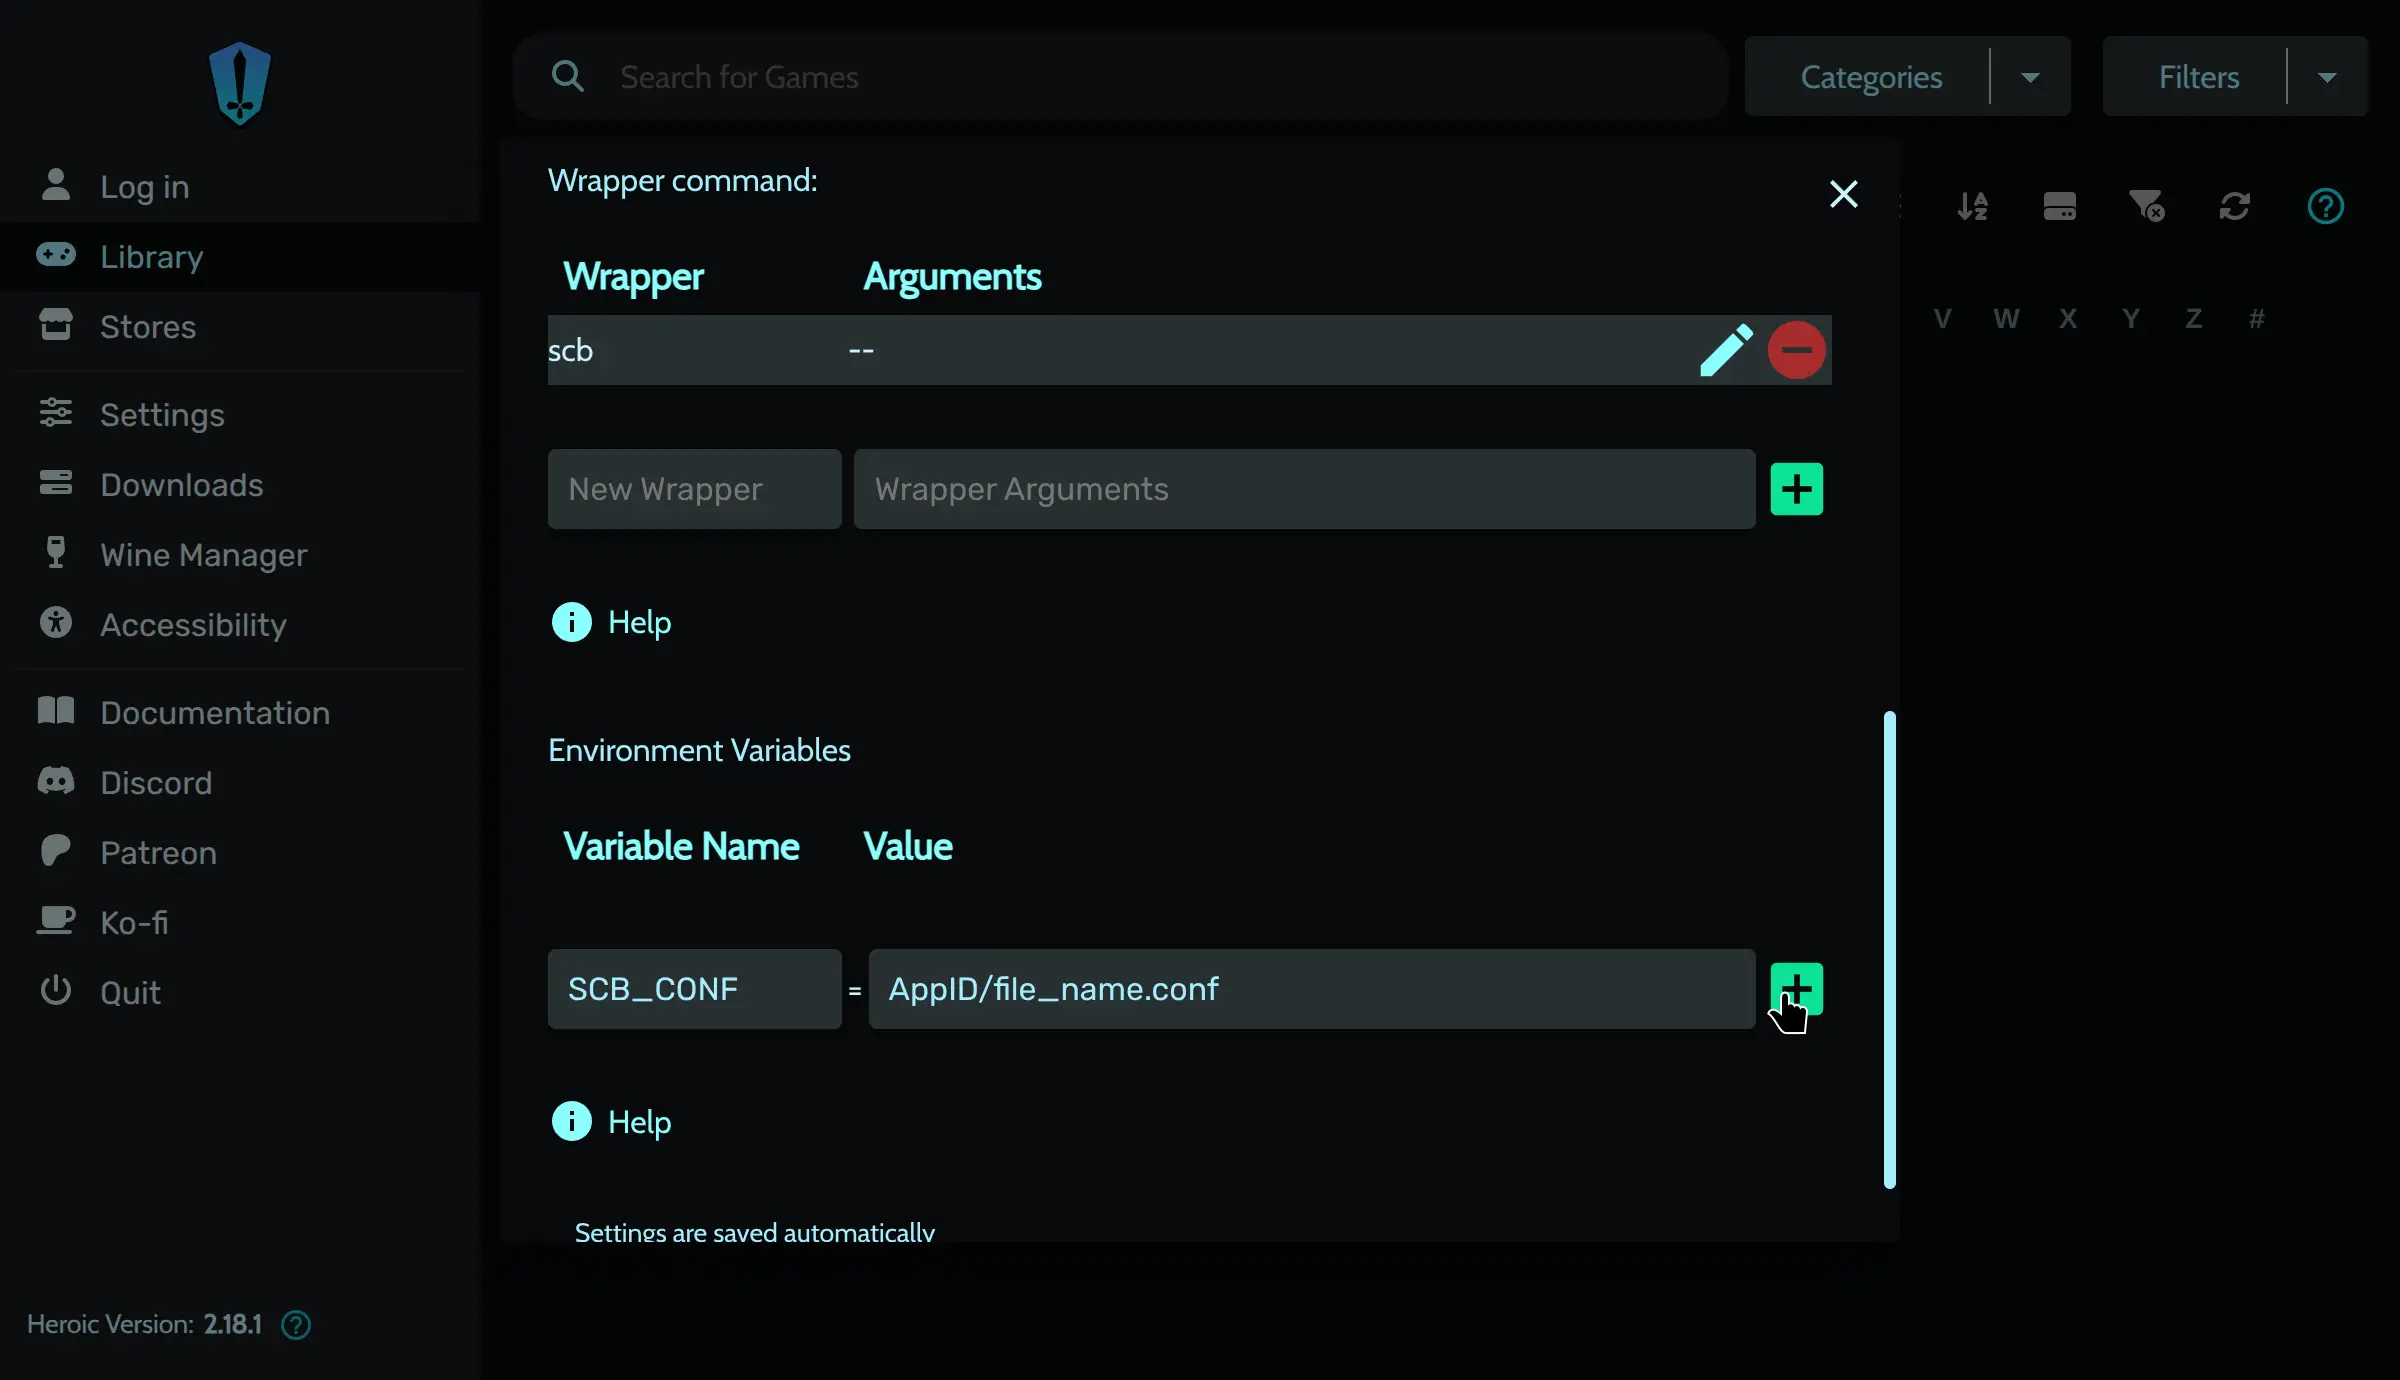 Search for Games
Categories
Filters
Log in
Library
Stores
Settings
Downloads
Wine Manager
Accessibility
Documentation
Discord
Patreon
Ko-fi
Quit
Heroic Version: 2.18.1
Wrapper command:
Wrapper Arguments
scb --
New Wrapper Wrapper Arguments
Help
Environment Variables
Variable Name Value
SCB_CONF = AppID/file_name.conf
Help
Settings are saved automatically
V W X Y Z #